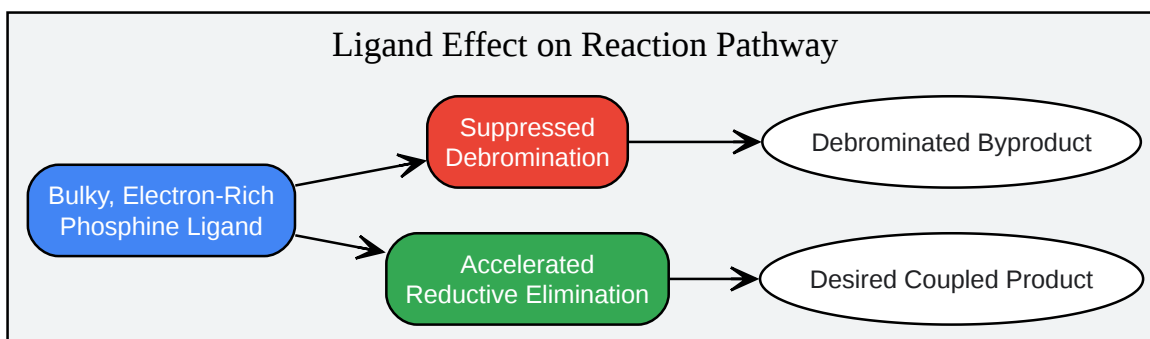 Ligand Effect on Reaction Pathway
Suppressed
Debromination
Debrominated Byproduct
Bulky, Electron-Rich
Phosphine Ligand
Accelerated
Reductive Elimination
Desired Coupled Product